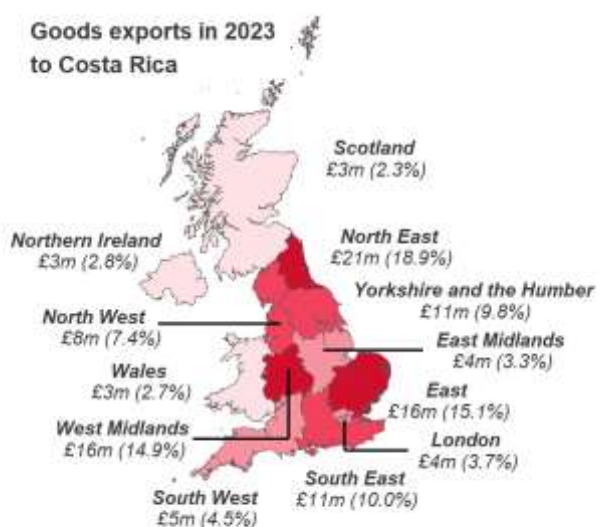 Goods exports in 2023
to Costa Rica
Scotland
£3m (2.3%)
Northern Ireland
£3m (2.8%)
North East
£21m (18.9%)
Yorkshire and the Humber
£11m (9.8%)
North West
£8m (7.4%)
East Midlands
£4m (3.3%)
Wales
£3m (2.7%)
East
£16m (15.1%)
West Midlands
£16m (14.9%)
London
£4m (3.7%)
South East
£11m (10.0%)
South West
£5m (4.5%)